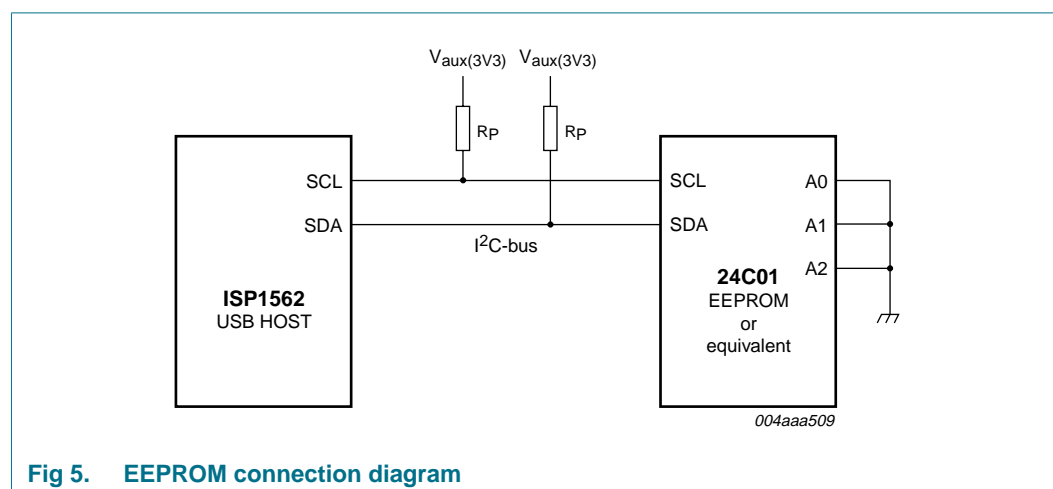 Vaux(3V3) Vaux(3V3)
RP RP
SCL SCL A0
SDA SDA A1
I2C-bus
A2
ISP1562
USB HOST
24C01
EEPROM
or
equivalent
004aaa509
Fig 5. EEPROM connection diagram